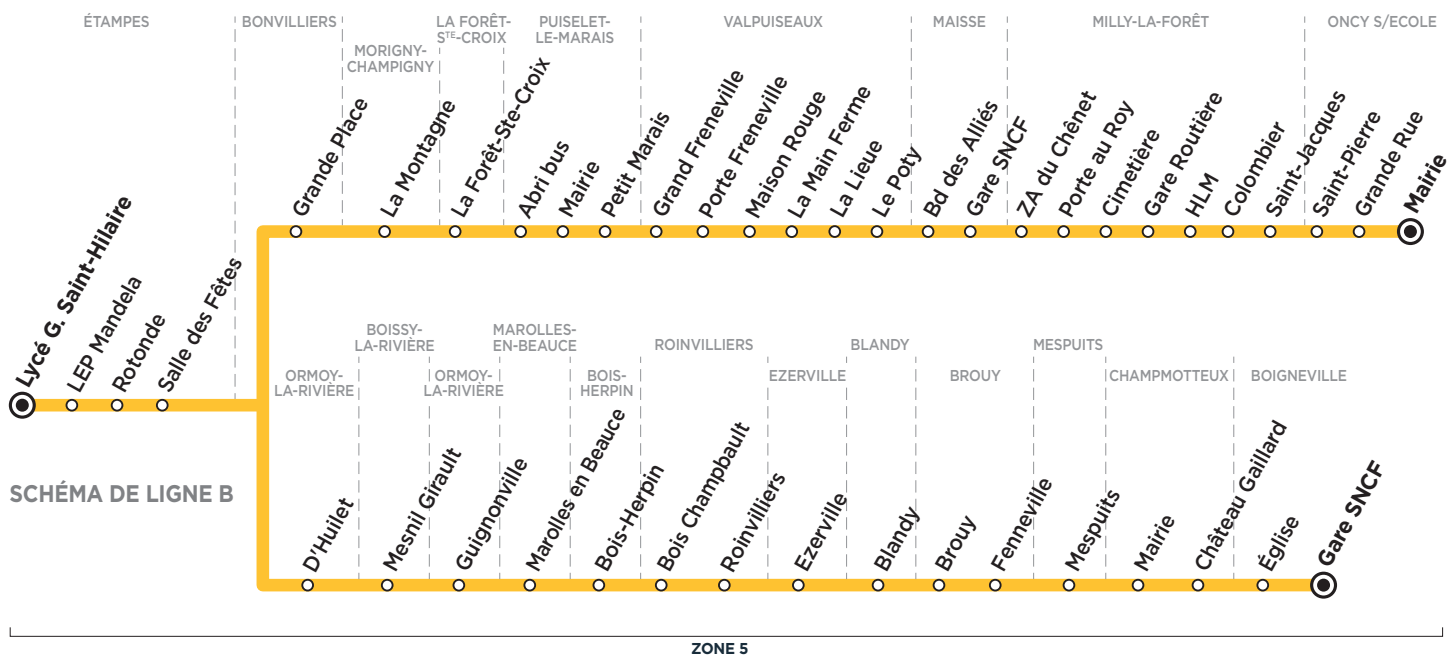 ÉTAMPES
BONVILLIERS
MORIGNY-
CHAMPIGNY
LA FORÊT-
STE-CROIX
PUISELET-
LE-MARAIS
VALPUISEAUX
MAISSE
MILLY-LA-FORÊT
ONCY S/ECOLE
Lycé G. Saint-Hilaire
LEP Mandela
Rotonde
Salle des Fêtes
Grande Place
La Montagne
La Forêt-Ste-Croix
Abri bus
Mairie
Petit Marais
Grand Freneville
Porte Freneville
Maison Rouge
La Main Ferme
La Lieue
Le Poty
Bd des Alliés
Gare SNCF
ZA du Chênet
Porte au Roy
Cimetière
Gare Routière
HLM
Colombier
Saint-Jacques
Saint-Pierre
Grande Rue
Mairie
ORMOY-
LA-RIVIÈRE
BOISSY-
LA-RIVIÈRE
ORMOY-
LA-RIVIÈRE
MAROLLES-
EN-BEAUCE
BOIS-
HERPIN
ROINVILLIERS
EZERVILLE
BLANDY
BROUY
MESPUITS
CHAMPMOTTEUX
BOIGNEVILLE
D'Huilet
Mesnil Girault
Guignonville
Marolles en Beauce
Bois-Herpin
Bois Champbault
Roinvilliers
Ezerville
Blandy
Brouy
Fenneville
Mespuits
Mairie
Château Gaillard
Église
Gare SNCF
SCHÉMA DE LIGNE B
ZONE 5